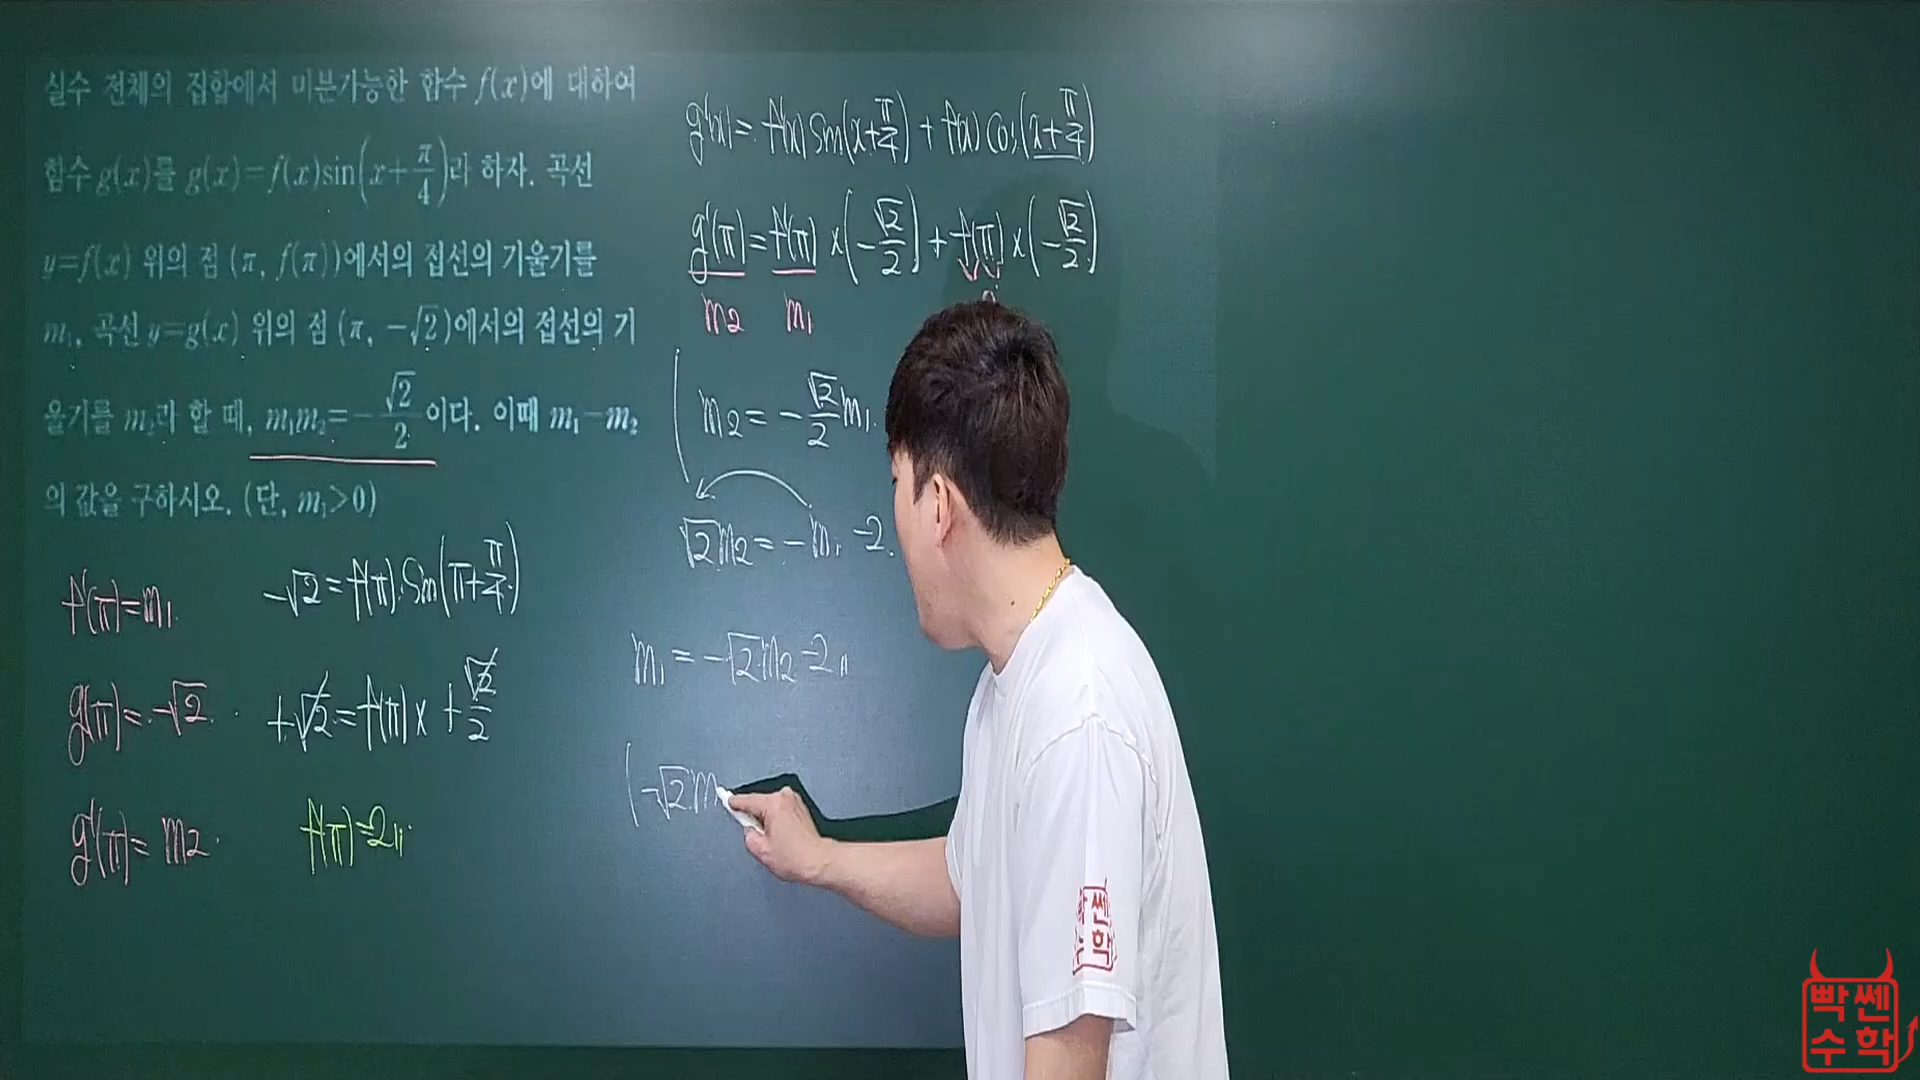 실수 전체의 집합에서 미분가능한 함수 f(x)에 대하여
함수 g(x)를 g(x)=f(x)sin(x+π/4)라 하자. 곡선
y=f(x) 위의 점 (π, f(π))에서의 접선의 기울기를
m₁, 곡선 y=g(x) 위의 점 (π, -√2)에서의 접선의 기
울기를 m₂라 할 때, m₁m₂=-√2/2이다. 이때 m₁-m₂
의 값을 구하시오. (단, m₁>0)
f'(π)=m₁.
g(π)=-√2.
g'(π)=m₂.
-√2=f(π).Sin(π+π/4)
+√2=f(π)×+√2/2
f(π)=2〃
g'(x)=f'(x)Sin(x+π/4)+f(x)Cos(x+π/4)
g'(π)=f'(π)×(-√2/2)+f(π)×(-√2/2)
m₂ m₁
m₂=-√2/2m₁.
√2m₂=-m₁-2.
m₁=-√2m₂-2〃
(-√2m
빡쎈
수학